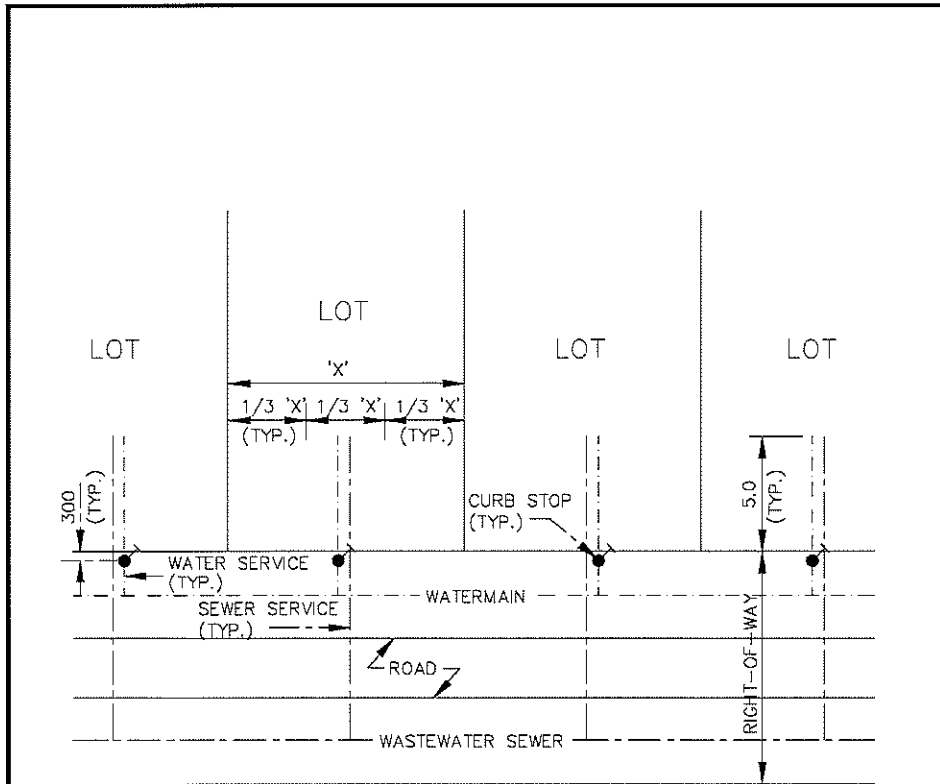 LOT
LOT
LOT
LOT
'X'
1/3 'X'
1/3 'X'
1/3 'X'
(TYP.)
(TYP.)
300
(TYP.)
5.0
(TYP.)
CURB STOP
(TYP.)
WATER SERVICE
(TYP.)
WATERMAIN
SEWER SERVICE
(TYP.)
ROAD
RIGHT-OF-WAY
WASTEWATER SEWER